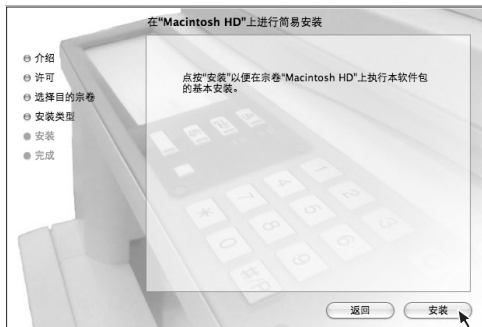 在“Macintosh HD”上进行简易安装
介绍
许可
选择目的宗卷
安装类型
安装
完成
点按“安装”以便在宗卷“Macintosh HD”上执行本软件包
的基本安装。
返回
安装